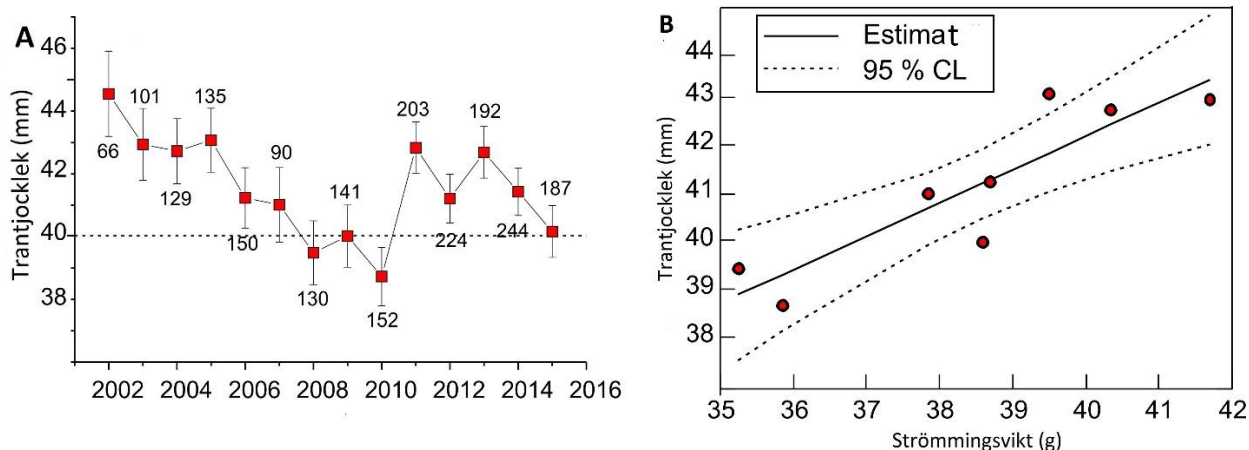 A
Trantjocklek (mm)
46
44
42
40
38
66
101
129
135
150
90
130
141
152
203
224
192
244
187
2002 2004 2006 2008 2010 2012 2014 2016
B
Trantjocklek (mm)
44
43
42
41
40
39
38
Estimat
95 % CL
35 36 38 39 40 41 42
Strömmingsvikt (g)